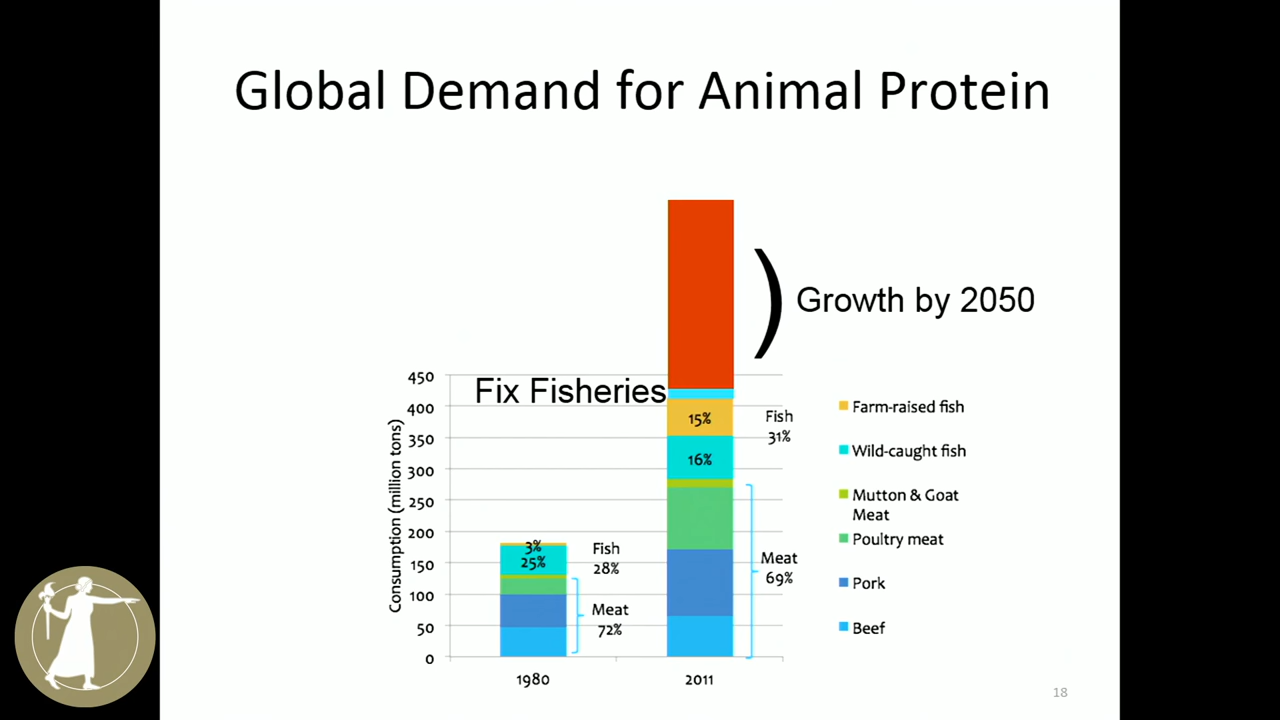 Global Demand for Animal Protein
Growth by 2050
Fix Fisheries
Consumption (million tons)
450
400
350
300
250
200
150
100
50
0
3%
25%
Fish
28%
Meat
72%
1980
15%
16%
Fish
31%
Meat
69%
2011
Farm-raised fish
Wild-caught fish
Mutton & Goat
Meat
Poultry meat
Pork
Beef
18